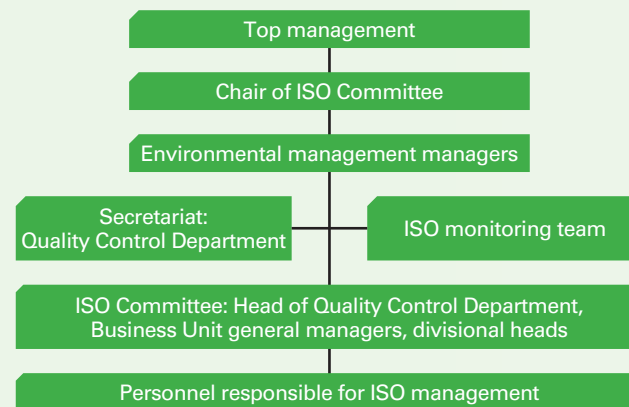 Top management
Chair of ISO Committee
Environmental management managers
Secretariat:
Quality Control Department
ISO monitoring team
ISO Committee: Head of Quality Control Department,
Business Unit general managers, divisional heads
Personnel responsible for ISO management